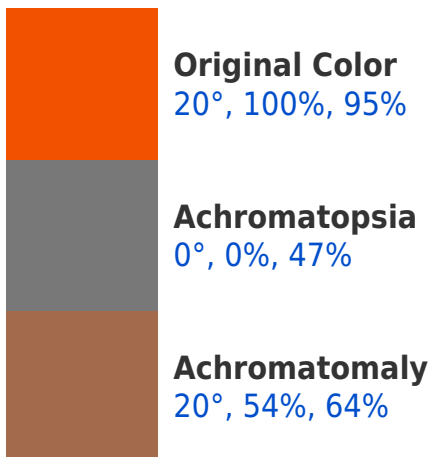 Original Color
20°, 100%, 95%
Achromatopsia
0°, 0%, 47%
Achromatomaly
20°, 54%, 64%